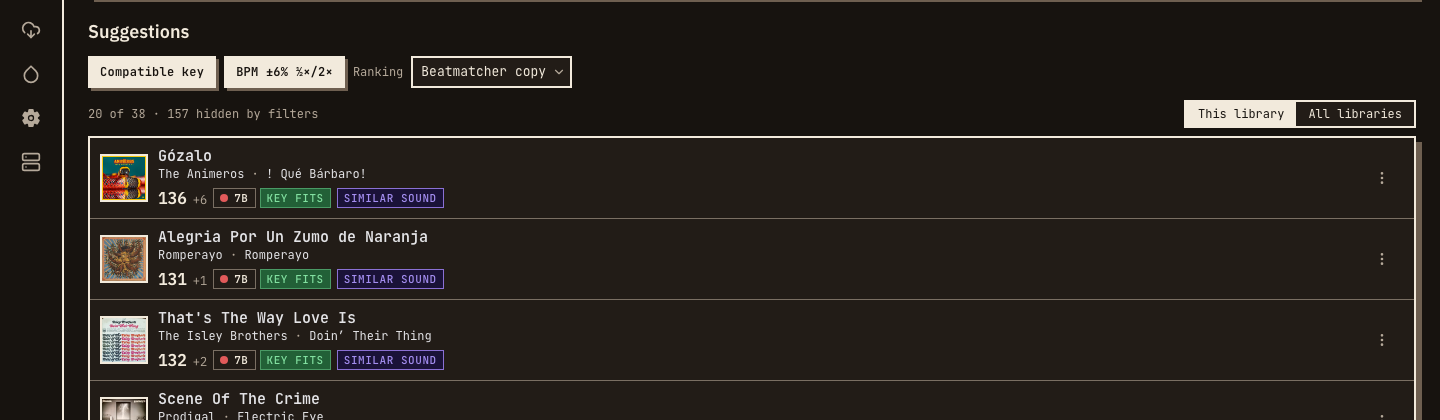 Suggestions
Compatible key
BPM ±6% ½×/2×
Ranking
Beatmatcher copy
20 of 38 · 157 hidden by filters
This library
All libraries
Gózalo
The Animeros · ! Qué Bárbaro!
136 +6 7B KEY FITS SIMILAR SOUND
Alegria Por Un Zumo de Naranja
Romperayo · Romperayo
131 +1 7B KEY FITS SIMILAR SOUND
That's The Way Love Is
The Isley Brothers · Doin’ Their Thing
132 +2 7B KEY FITS SIMILAR SOUND
Scene Of The Crime
Prodigal · Electric Eye